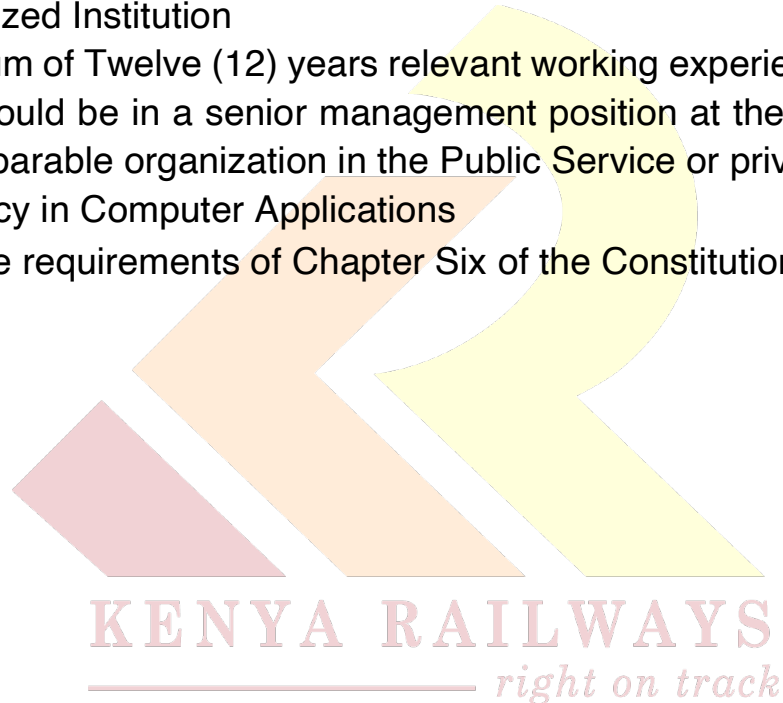 zed Institution
um of Twelve (12) years relevant working experie
ould be in a senior management position at the
parable organization in the Public Service or priv
cy in Computer Applications
e requirements of Chapter Six of the Constitution
KENYA RAILWAYS
right on track